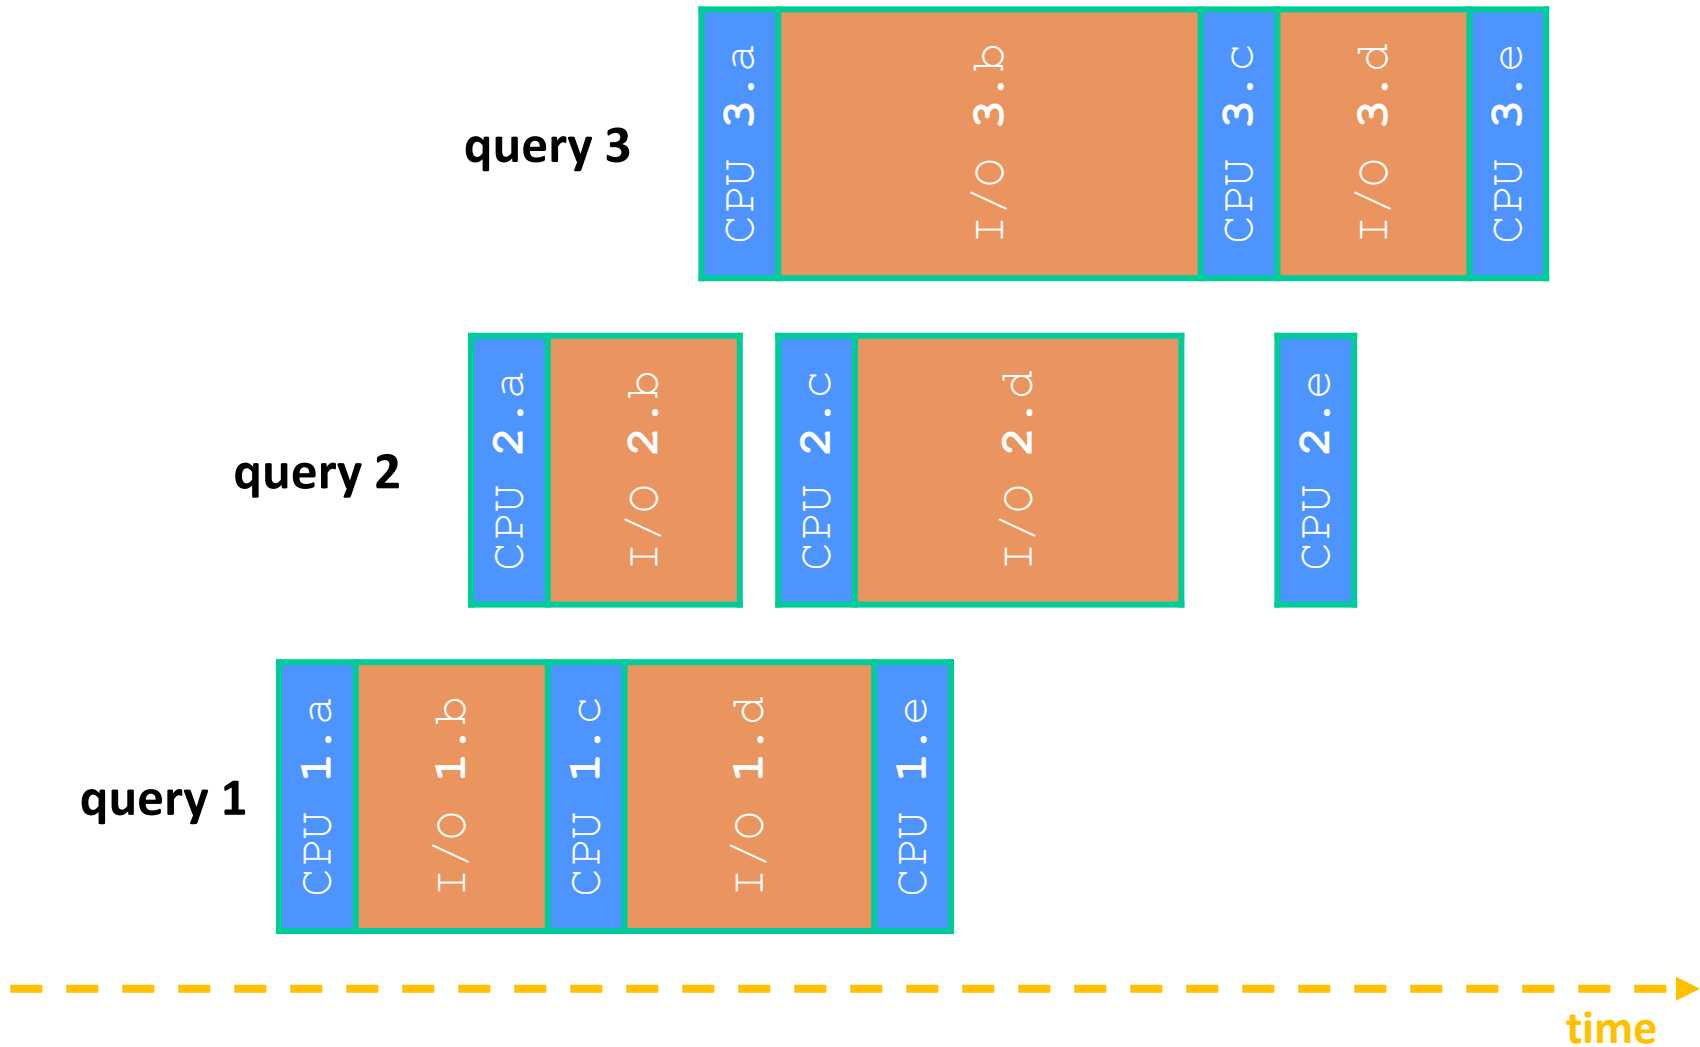 query 3
CPU 3.a
I/O 3.b
CPU 3.c
I/O 3.d
CPU 3.e
query 2
CPU 2.a
I/O 2.b
CPU 2.c
I/O 2.d
CPU 2.e
query 1
CPU 1.a
I/O 1.b
CPU 1.c
I/O 1.d
CPU 1.e
time